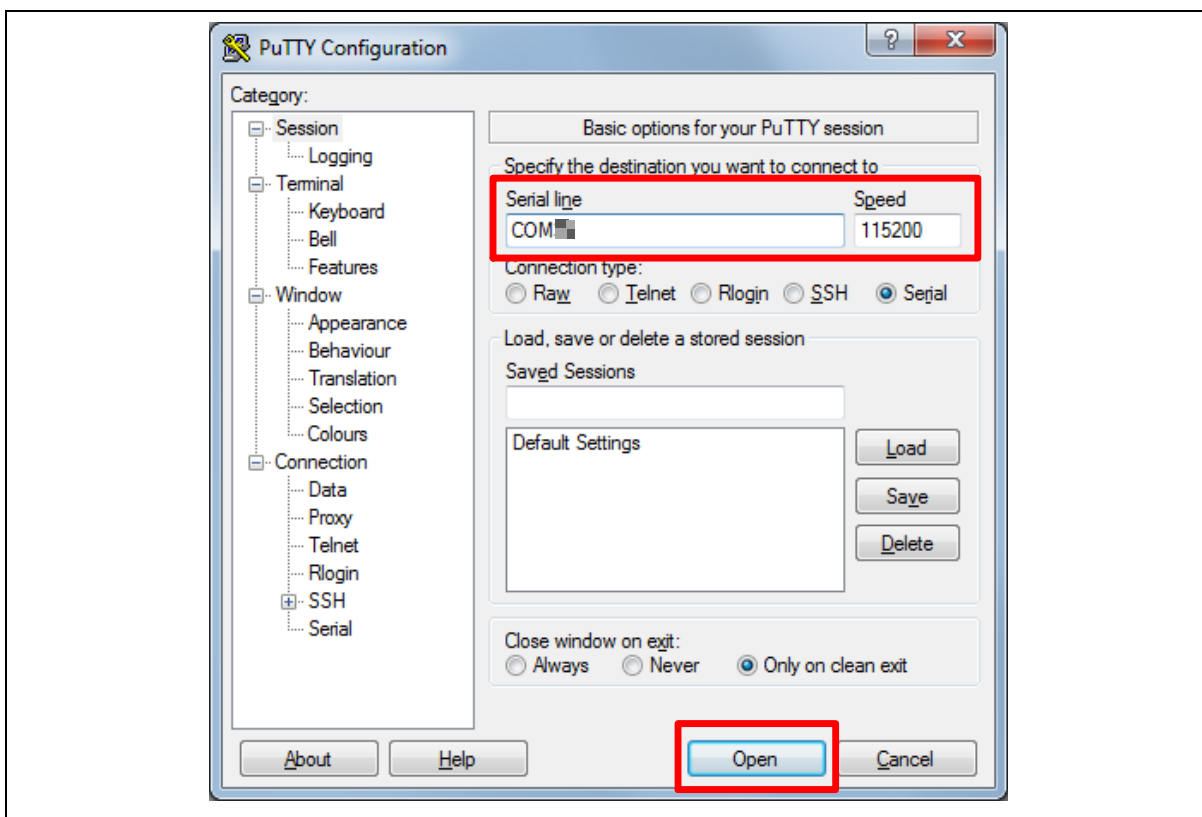 PuTTY Configuration
Category:
Session
Logging
Terminal
Keyboard
Bell
Features
Window
Appearance
Behaviour
Translation
Selection
Colours
Connection
Data
Proxy
Telnet
Rlogin
SSH
Serial
Basic options for your PuTTY session
Specify the destination you want to connect to
Serial line Speed
COM 115200
Connection type:
Raw Telnet Rlogin SSH Serial
Load, save or delete a stored session
Saved Sessions
Default Settings
Load
Save
Delete
Close window on exit:
Always Never Only on clean exit
About Help Open Cancel